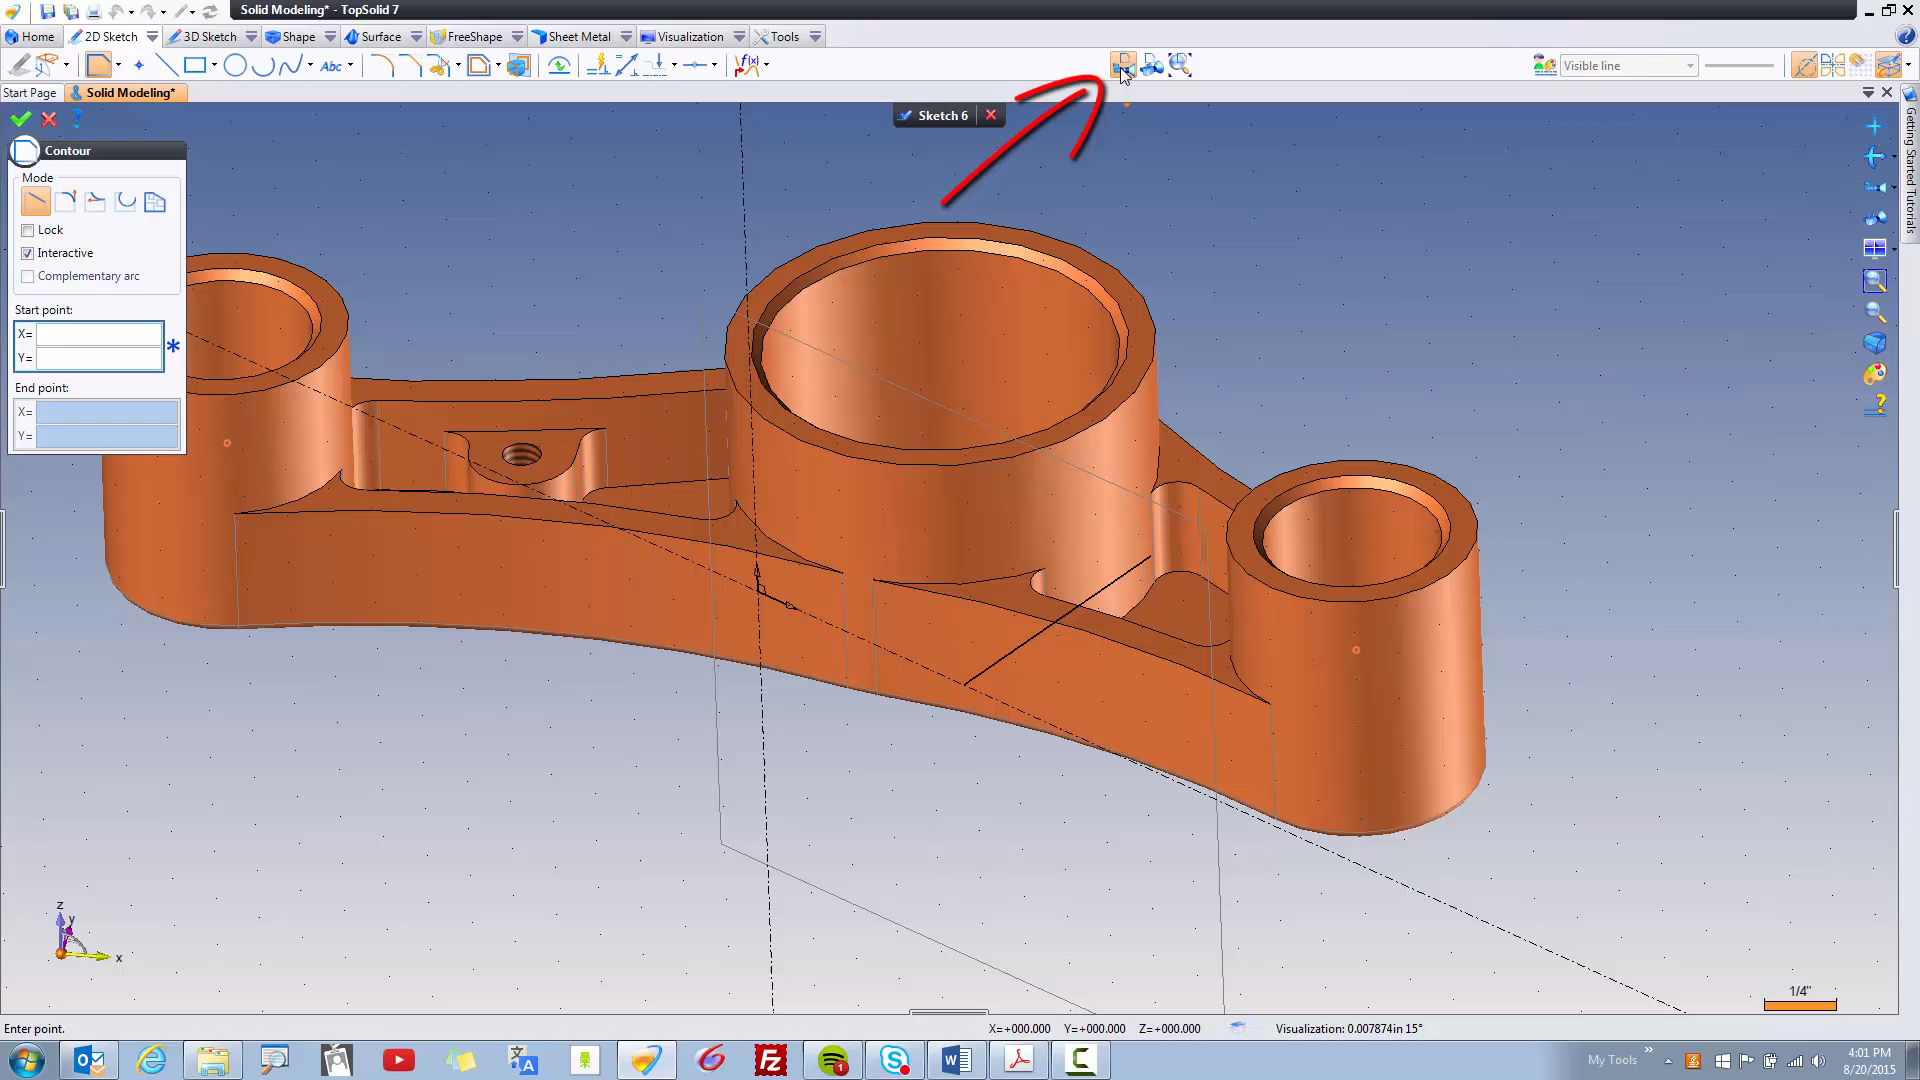 Solid Modeling* - TopSolid 7
Home 2D Sketch 3D Sketch Shape Surface FreeShape Sheet Metal Visualization Tools
Abc f(x) Visible line
Start Page Solid Modeling*
Sketch 6
Contour
Mode
Lock
Interactive
Complementary arc
Start point:
X=
Y=
End point:
X=
Y=
Getting Started Tutorials
z
y
x
1/4"
Enter point. X=+000.000 Y=+000.000 Z=+000.000 Visualization: 0.007874in 15°
My Tools
4:01 PM
8/20/2015